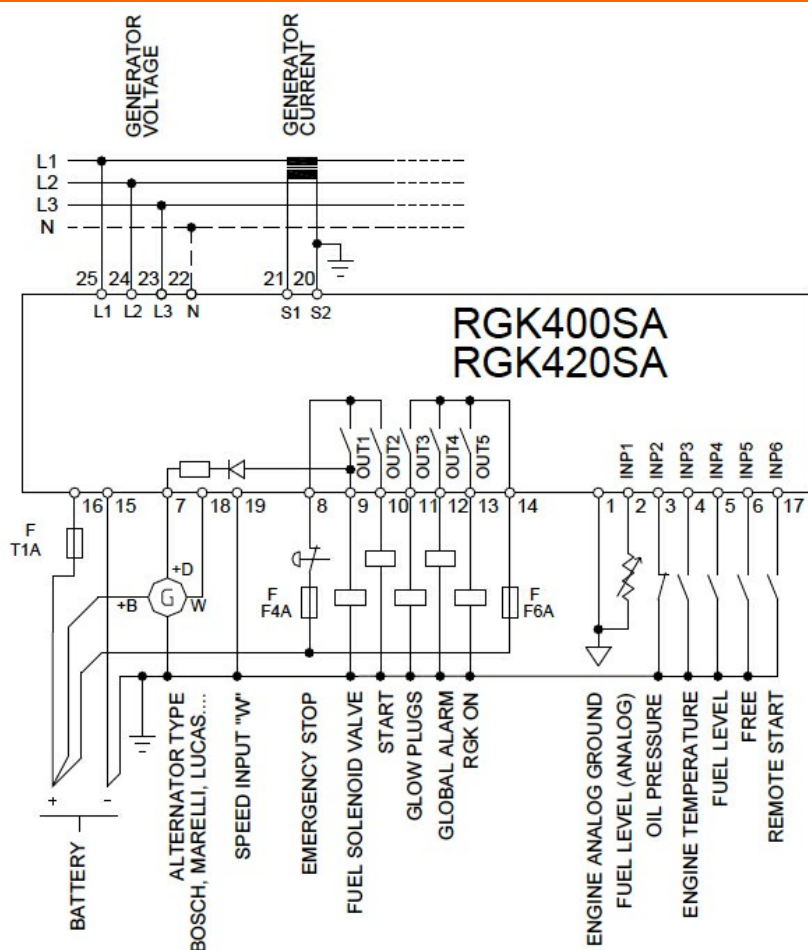 GENERATOR
VOLTAGE
GENERATOR
CURRENT
L1
L2
L3
N
25 24 23 22 21 20
L1 L2 L3 N S1 S2
RGK400SA
RGK420SA
OUT1
OUT2
OUT3
OUT4
OUT5
INP1
INP2
INP3
INP4
INP5
INP6
16 15 7 18 19 8 9 10 11 12 13 14 1 2 3 4 5 6 17
F
T1A
+D
+B
G
W
F
F4A
F
F6A
+ -
BATTERY
ALTERNATOR TYPE
BOSCH, MARELLI, LUCAS....
SPEED INPUT "W"
EMERGENCY STOP
FUEL SOLENOID VALVE
START
GLOW PLUGS
GLOBAL ALARM
RGK ON
ENGINE ANALOG GROUND
FUEL LEVEL (ANALOG)
OIL PRESSURE
ENGINE TEMPERATURE
FUEL LEVEL
FREE
REMOTE START